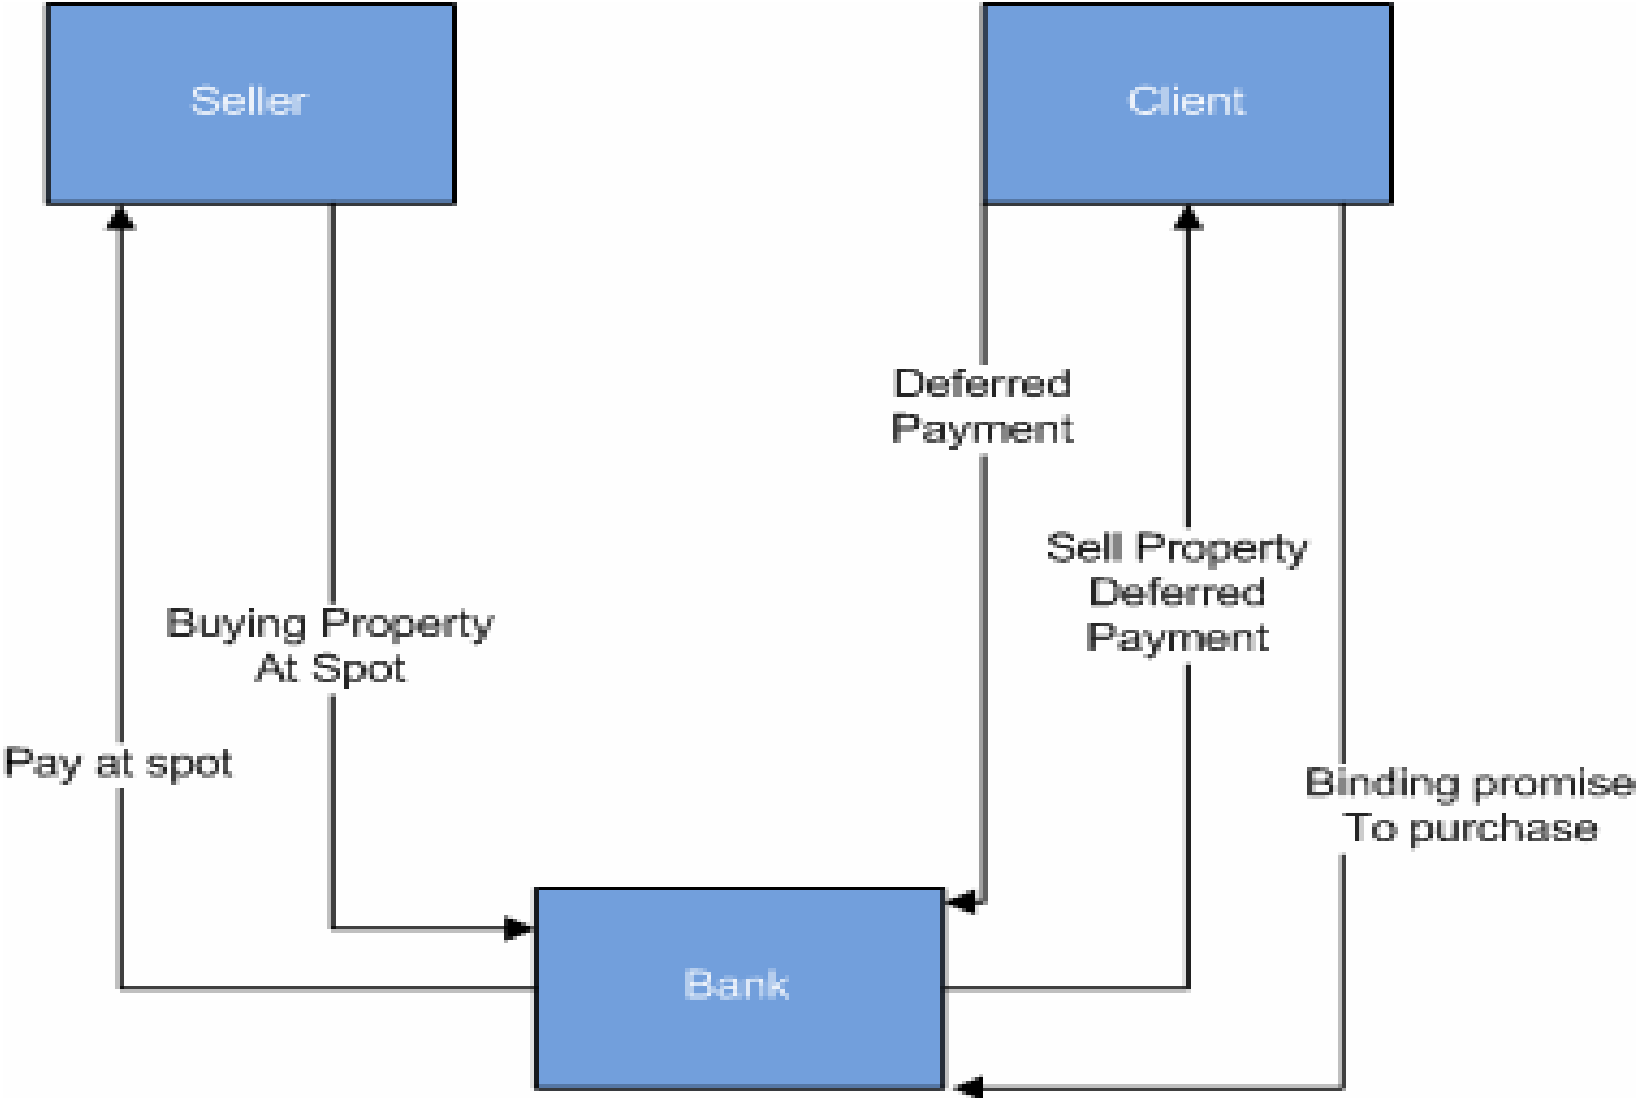 Seller
Client
Deferred
Payment
Sell Property
Deferred
Payment
Buying Property
At Spot
Pay at spot
Binding promise
To purchase
Bank